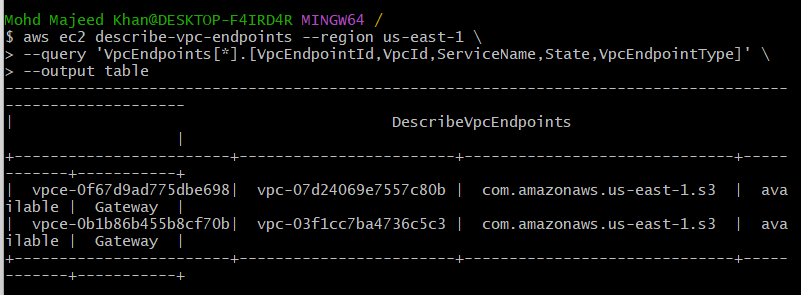 Mohd Majeed Khan@DESKTOP-F4IRD4R MINGW64 /
$ aws ec2 describe-vpc-endpoints --region us-east-1 \
> --query 'VpcEndpoints[*].[VpcEndpointId,VpcId,ServiceName,State,VpcEndpointType]' \
> --output table
-------------------------------------------------------------------------------
------------------
|                                      DescribeVpcEndpoints
                 |
+-----------------------+-----------------------+---------------------------+-----
------+-----------+
|  vpce-0f67d9ad775dbe698|  vpc-07d24069e7557c80b |  com.amazonaws.us-east-1.s3  |  ava
ilable |  Gateway  |
|  vpce-0b1b86b455b8cf70b|  vpc-03f1cc7ba4736c5c3 |  com.amazonaws.us-east-1.s3  |  ava
ilable |  Gateway  |
+-----------------------+-----------------------+---------------------------+-----
------+-----------+